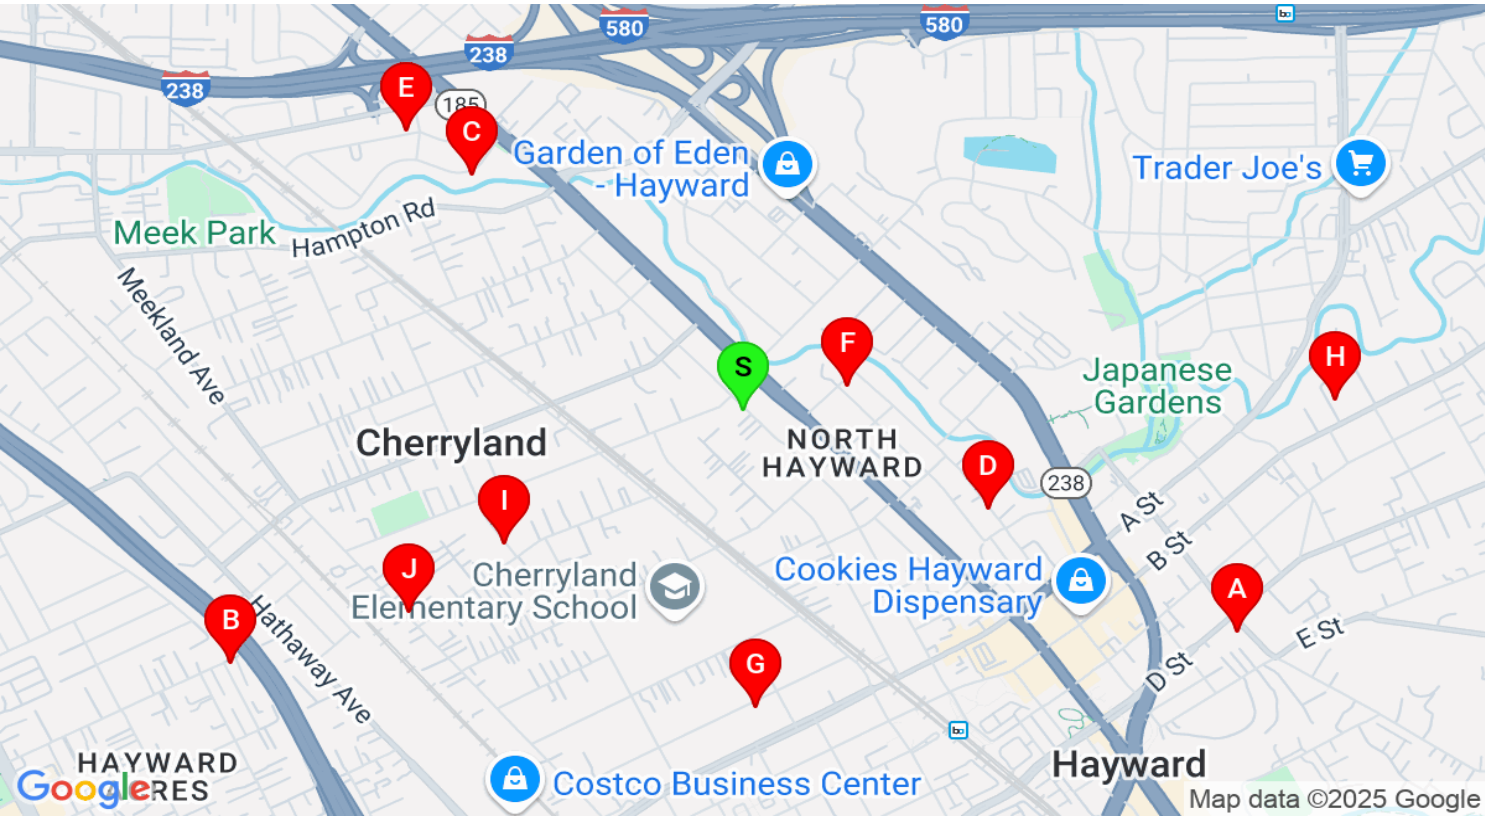 580
580
238
238
E
185
C
Garden of Eden
- Hayward
Trader Joe's
Meek Park
Hampton Rd
Meekland Ave
S
F
H
Japanese
Gardens
Cherryland
NORTH
HAYWARD
D
238
I
A St
B St
J
Cherryland
Elementary School
Cookies Hayward
Dispensary
A
B
Hathaway Ave
E St
G
D St
ba
HAYWARD
Google
RES
Costco Business Center
Hayward
Map data ©2025 Google